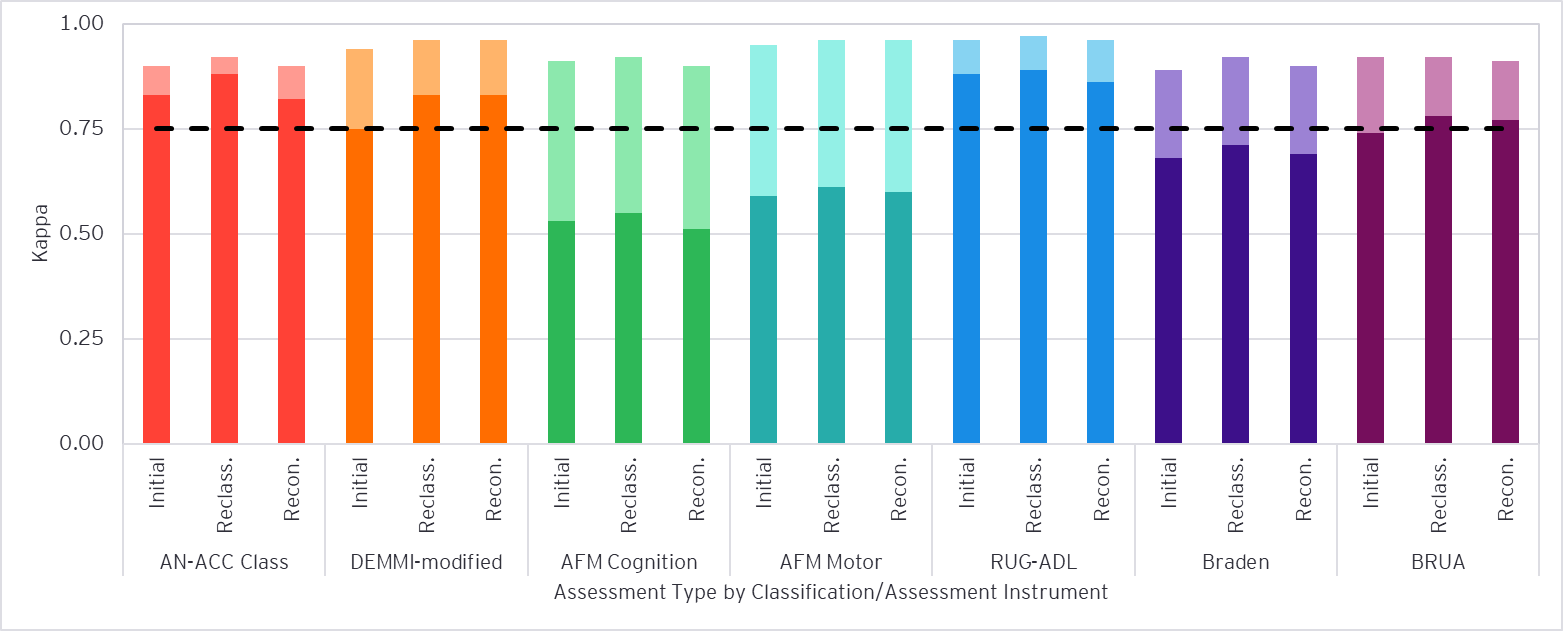 1.00
0.75
0.50
0.25
0.00
Kappa
Initial
Reclass.
Recon.
Initial
Reclass.
Recon.
Initial
Reclass.
Recon.
Initial
Reclass.
Recon.
Initial
Reclass.
Recon.
Initial
Reclass.
Recon.
Initial
Reclass.
Recon.
AN-ACC Class
DEMMI-modified
AFM Cognition
AFM Motor
RUG-ADL
Braden
BRUA
Assessment Type by Classification/Assessment Instrument